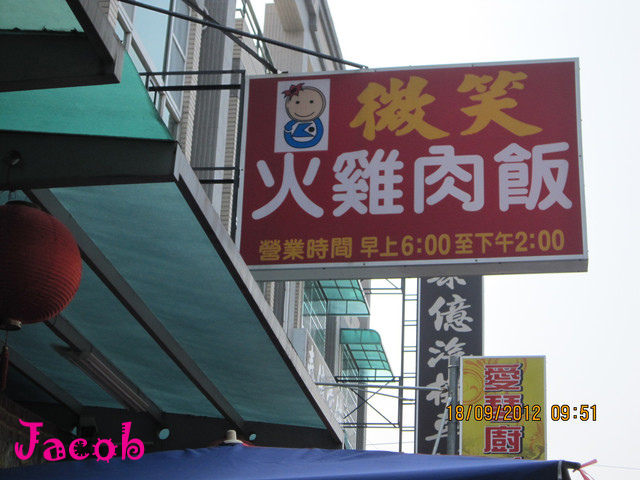 微笑
火雞肉飯
營業時間 早上6:00至下午2:00
億汽
愛
廚
18/09/2012 09:51
Jacob